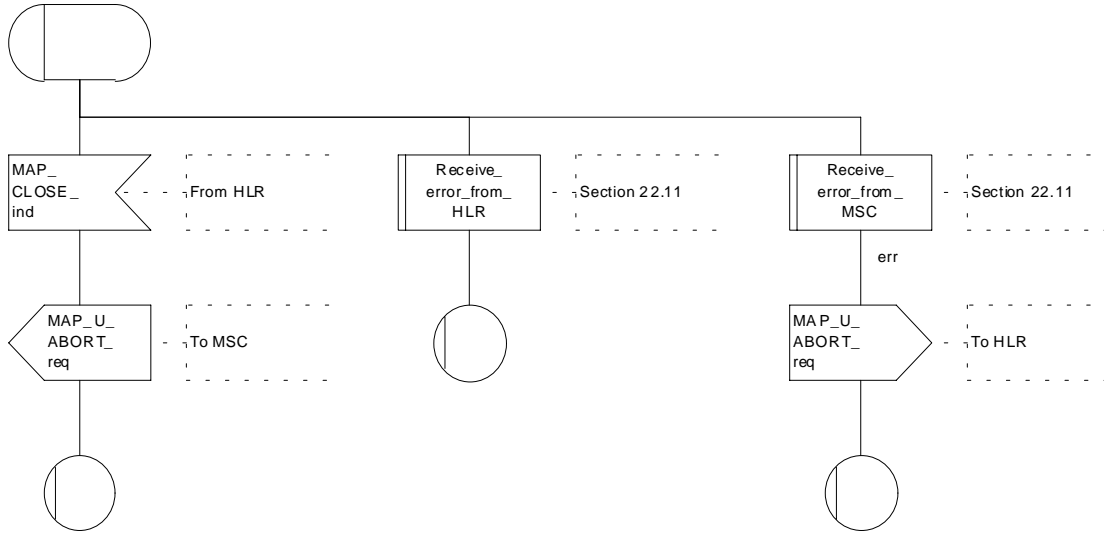 MAP_
CLOSE_
ind
From HLR
Receive_
error_from_
HLR
Section 22.11
Receive_
error_from_
MSC
Section 22.11
err
MAP_U_
ABORT_
req
To MSC
MAP_U_
ABORT_
req
To HLR